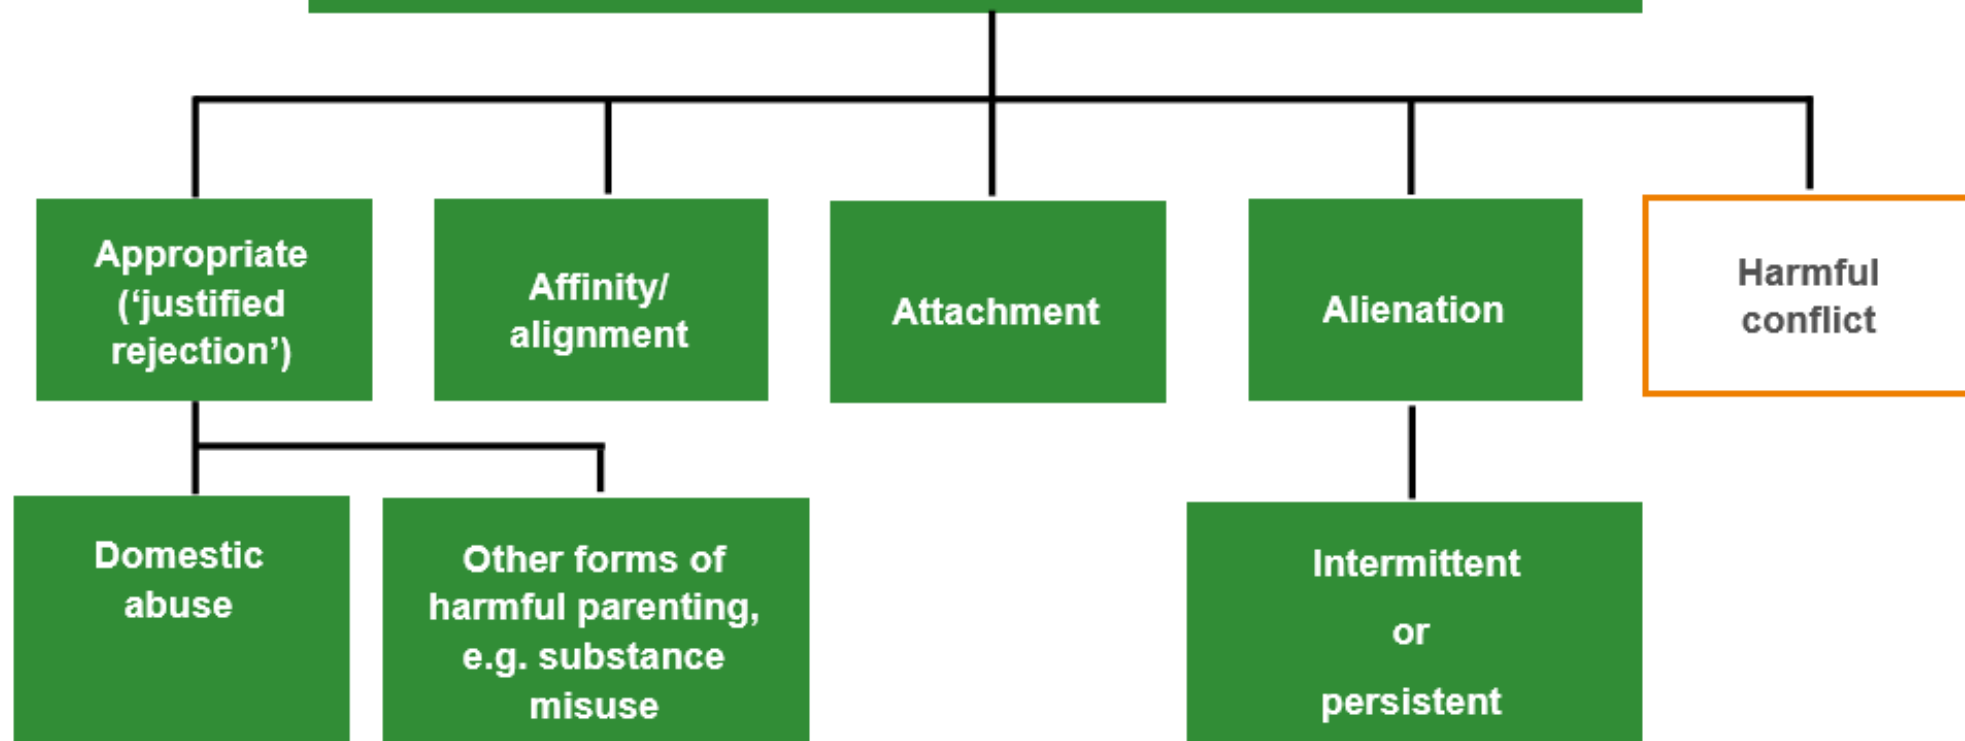 Appropriate
(‘justified
rejection’)
Affinity/
alignment
Attachment
Alienation
Harmful
conflict
Domestic
abuse
Other forms of
harmful parenting,
e.g. substance
misuse
Intermittent
or
persistent